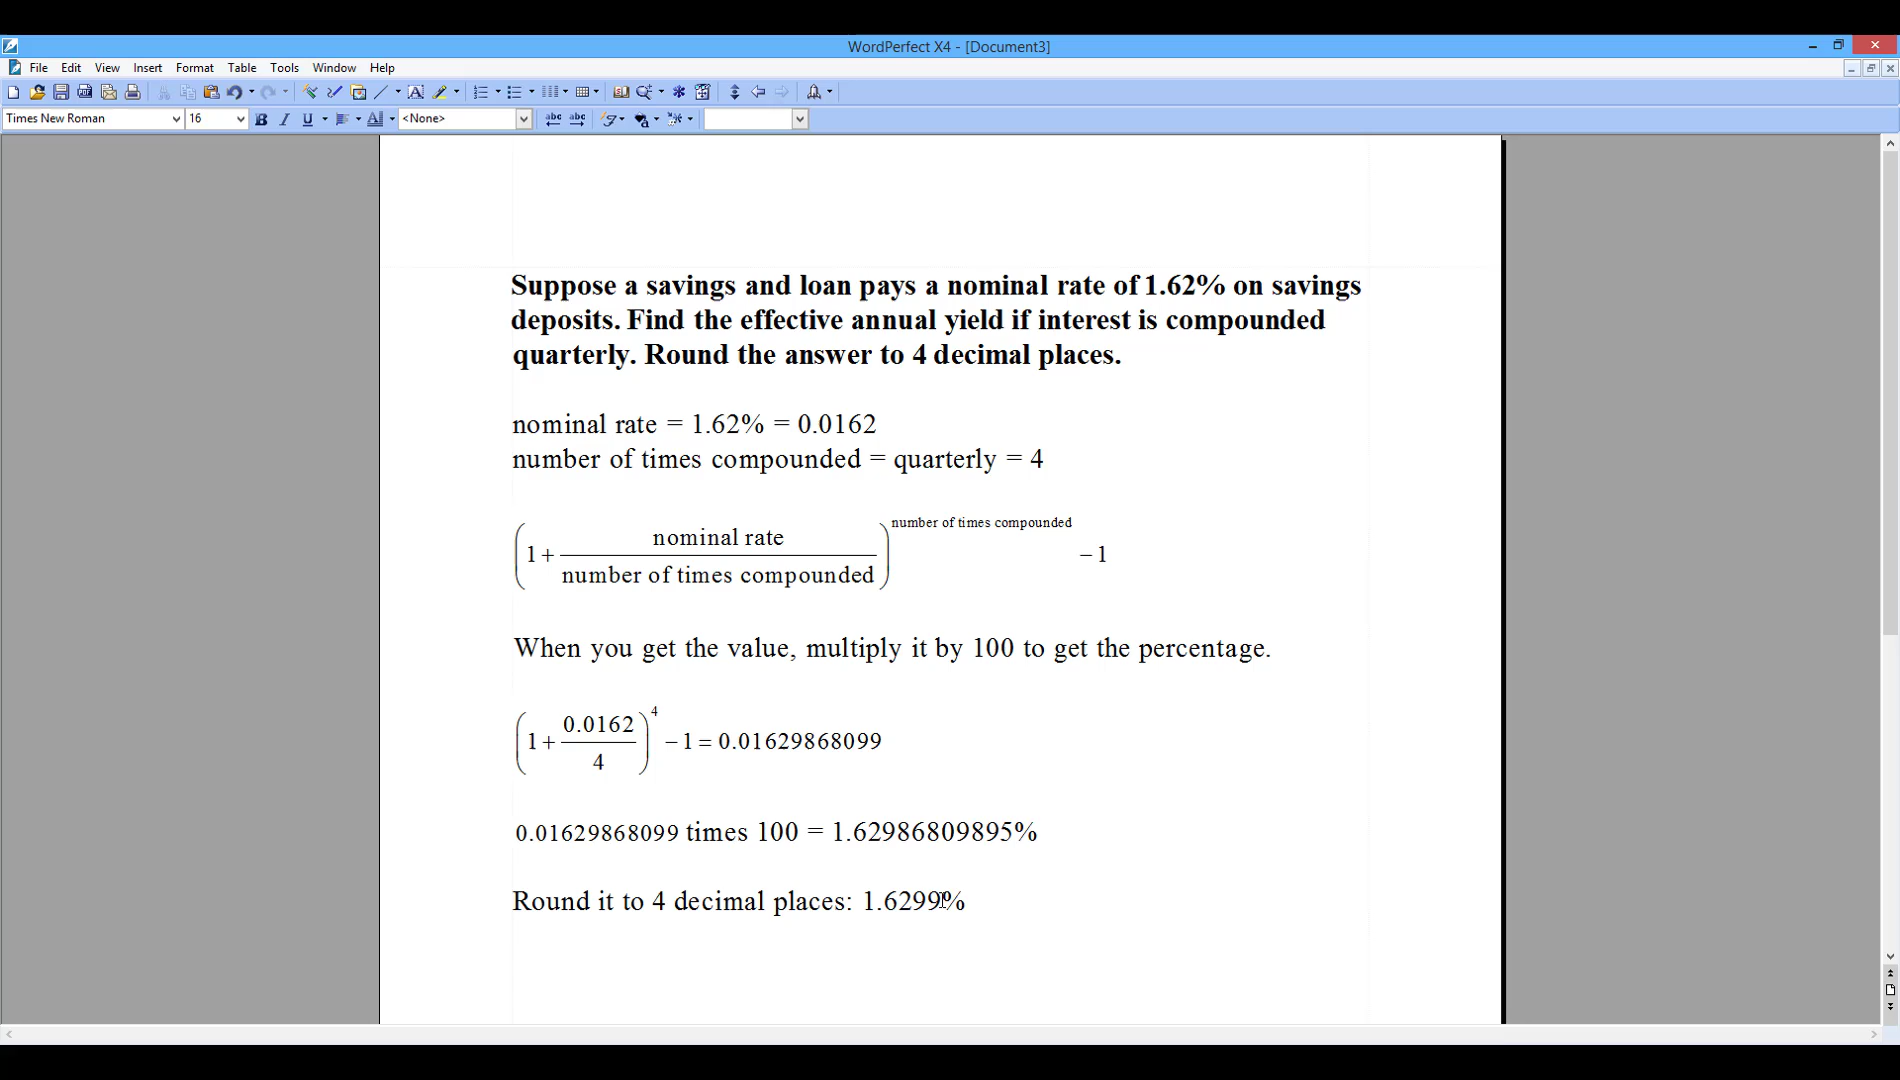 WordPerfect X4 - [Document3]
File Edit View Insert Format Table Tools Window Help
Times New Roman 16 <None>
Suppose a savings and loan pays a nominal rate of 1.62% on savings
deposits. Find the effective annual yield if interest is compounded
quarterly. Round the answer to 4 decimal places.
nominal rate = 1.62% = 0.0162
number of times compounded = quarterly = 4
(1 + nominal rate / number of times compounded)^number of times compounded − 1
When you get the value, multiply it by 100 to get the percentage.
(1 + 0.0162 / 4)^4 − 1 = 0.01629868099
0.01629868099 times 100 = 1.62986809895%
Round it to 4 decimal places: 1.6299%